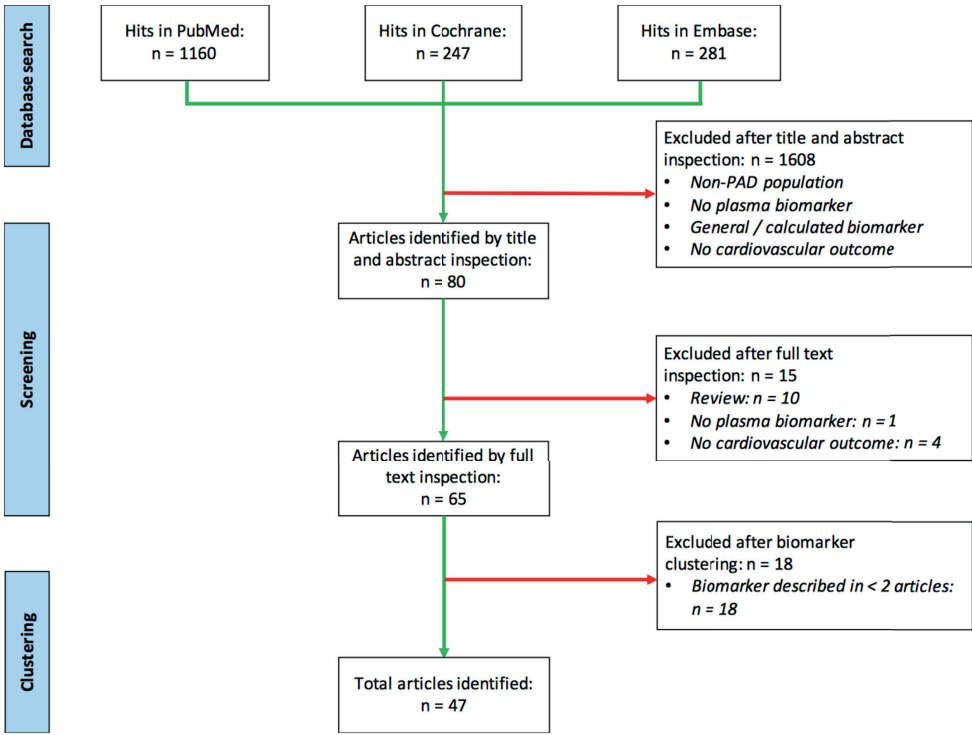 Database search
Hits in PubMed:
n = 1160
Hits in Cochrane:
n = 247
Hits in Embase:
n = 281
Excluded after title and abstract
inspection: n = 1608
• Non-PAD population
• No plasma biomarker
• General / calculated biomarker
• No cardiovascular outcome
Screening
Articles identified by title
and abstract inspection:
n = 80
Excluded after full text
inspection: n = 15
• Review: n = 10
• No plasma biomarker: n = 1
• No cardiovascular outcome: n = 4
Articles identified by full
text inspection:
n = 65
Excluded after biomarker
clustering: n = 18
• Biomarker described in < 2 articles:
n = 18
Clustering
Total articles identified:
n = 47